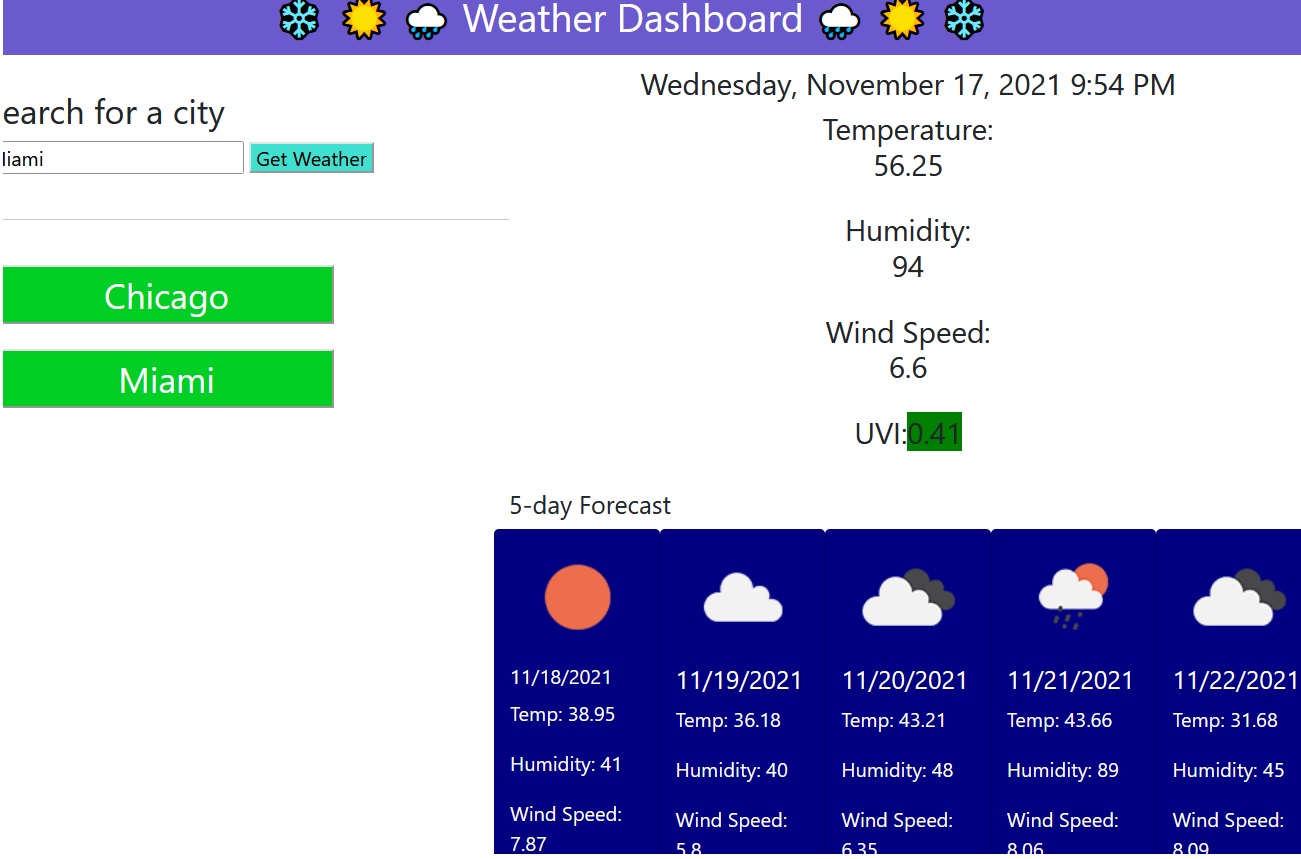 Weather Dashboard
earch for a city
Get Weather
Chicago
Miami
Wednesday, November 17, 2021 9:54 PM
Temperature:
56.25
Humidity:
94
Wind Speed:
6.6
UVI:0.41
5-day Forecast
11/18/2021
Temp: 38.95
Humidity: 41
Wind Speed:
7.87
11/19/2021
Temp: 36.18
Humidity: 40
Wind Speed:
5.8
11/20/2021
Temp: 43.21
Humidity: 48
Wind Speed:
6.35
11/21/2021
Temp: 43.66
Humidity: 89
Wind Speed:
8.06
11/22/2021
Temp: 31.68
Humidity: 45
Wind Speed:
8.09